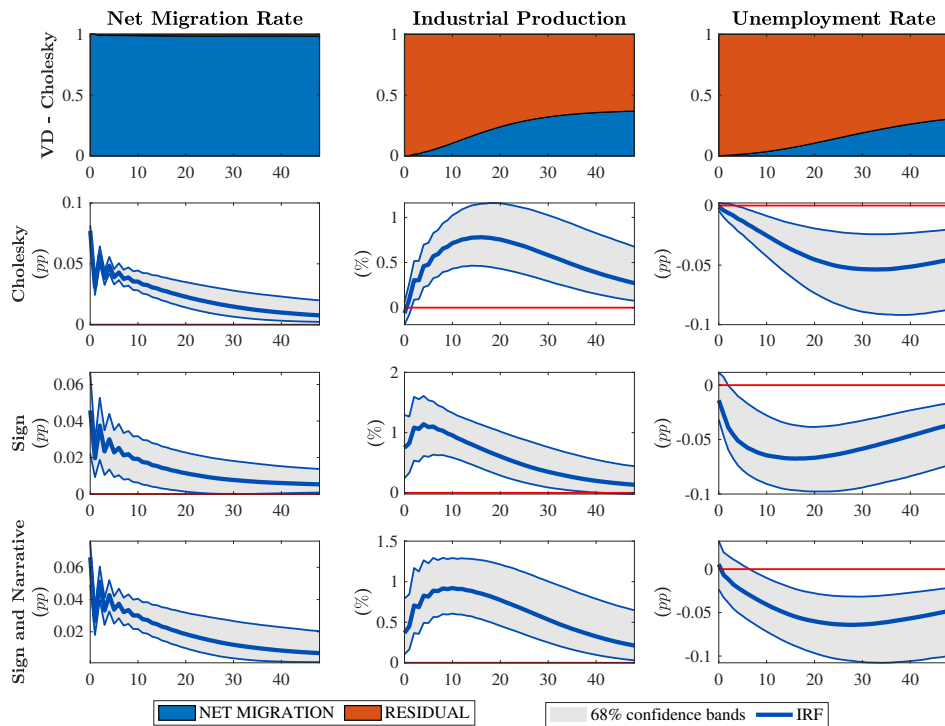 Net Migration Rate Industrial Production Unemployment Rate
VD - Cholesky
1 0.5 0
0 10 20 30 40
1 0.5 0
0 10 20 30 40
1 0.5 0
0 10 20 30 40
Cholesky
(pp)
0.1 0.05 0
0 10 20 30 40
(%)
1 0.5 0
0 10 20 30 40
(pp)
0 -0.05 -0.1
0 10 20 30 40
Sign
(pp)
0.06 0.04 0.02 0
0 10 20 30 40
(%)
2 1 0
0 10 20 30 40
(pp)
0 -0.05 -0.1
0 10 20 30 40
Sign and Narrative
(pp)
0.06 0.04 0.02
0 10 20 30 40
(%)
1.5 1 0.5 0
0 10 20 30 40
(pp)
0 -0.05 -0.1
0 10 20 30 40
NET MIGRATION RESIDUAL 68% confidence bands IRF